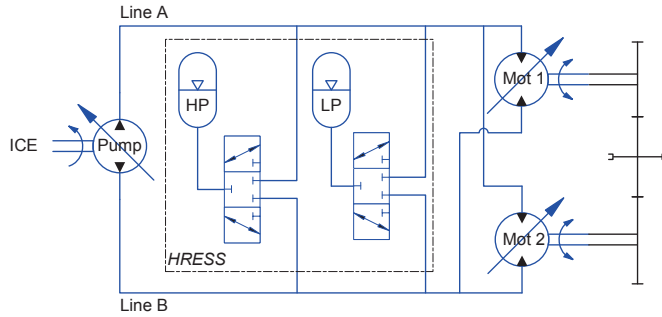 Line A
HP
LP
Mot 1
ICE
Pump
Mot 2
HRESS
Line B